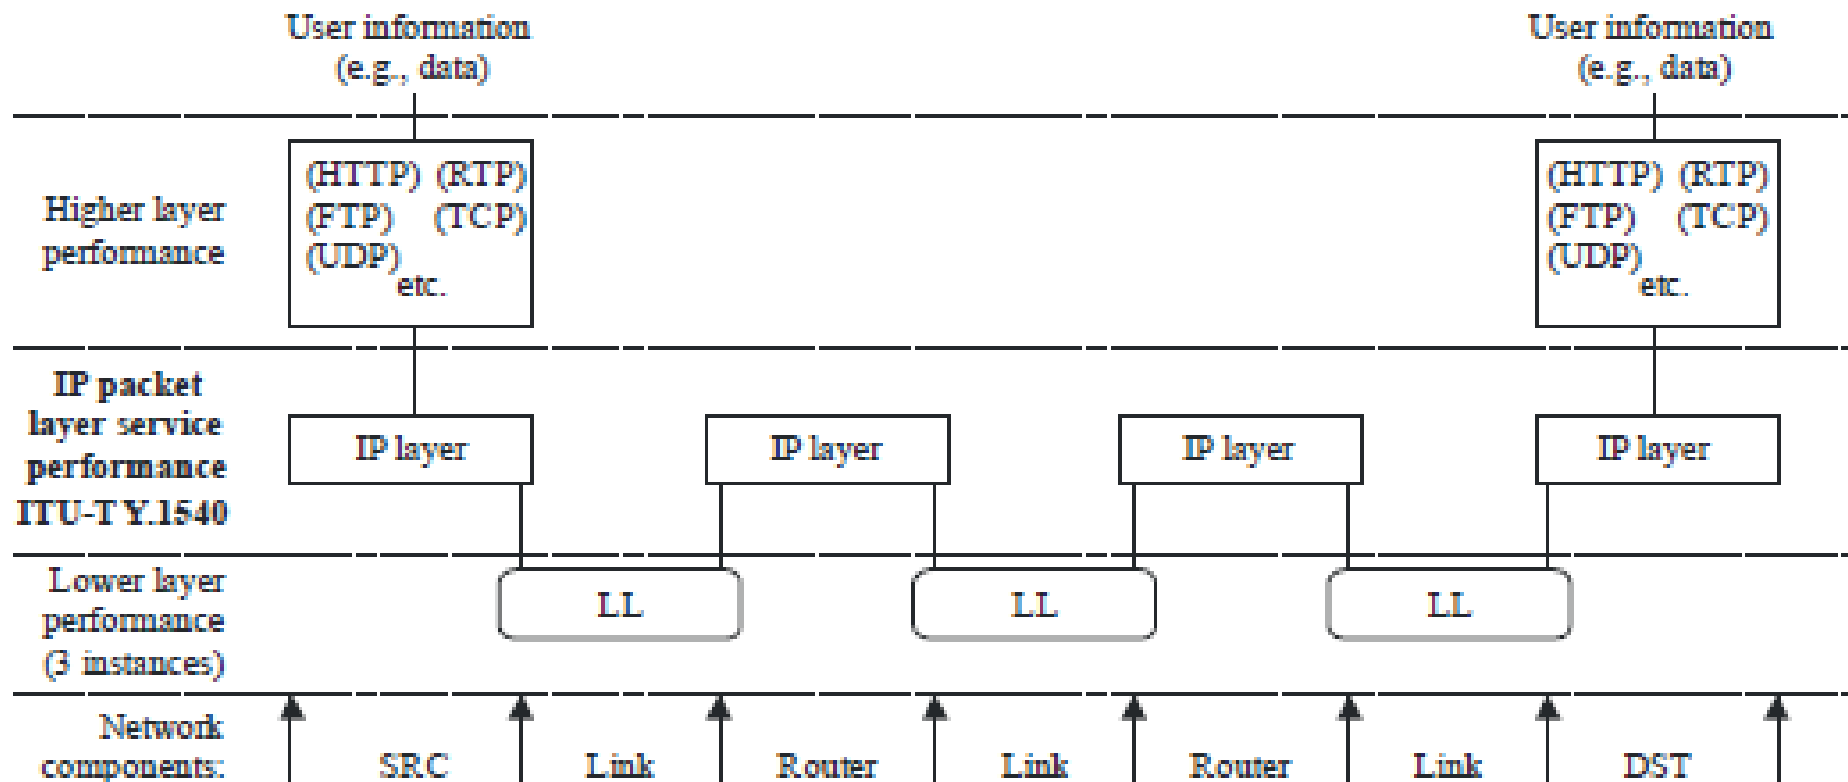 User information
(e.g., data)
User information
(e.g., data)
Higher layer
performance
(HTTP) (RTP)
(FTP) (TCP)
(UDP)
etc.
(HTTP) (RTP)
(FTP) (TCP)
(UDP)
etc.
IP packet
layer service
performance
ITU-T Y.1540
IP layer
IP layer
IP layer
IP layer
Lower layer
performance
(3 instances)
LL
LL
LL
Network
components:
SRC
Link
Router
Link
Router
Link
DST